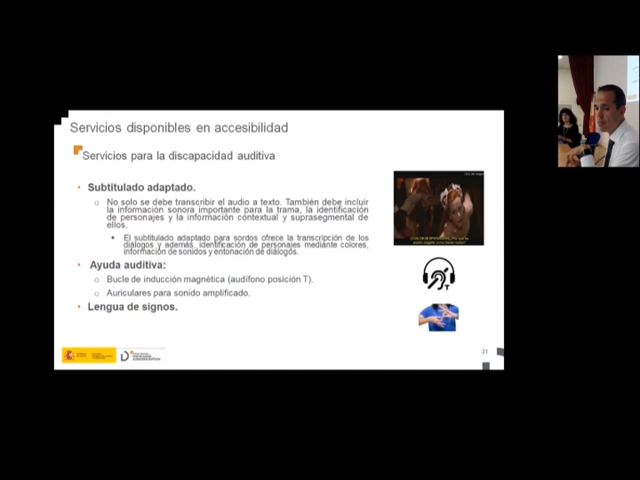 Servicios disponibles en accesibilidad
Servicios para la discapacidad auditiva
• Subtitulado adaptado.
o No solo se debe transcribir el audio a texto. También debe incluir
la información sonora importante para la trama, la identificación
de personajes y la información contextual y suprasegmental de
ellos.
• El subtitulado adaptado para sordos ofrece la transcripción de los
diálogos y además, identificación de personajes mediante colores,
información de sonidos y entonación de diálogos.
• Ayuda auditiva:
o Bucle de inducción magnética (audífono posición T).
o Auriculares para sonido amplificado.
• Lengua de signos.
T
31